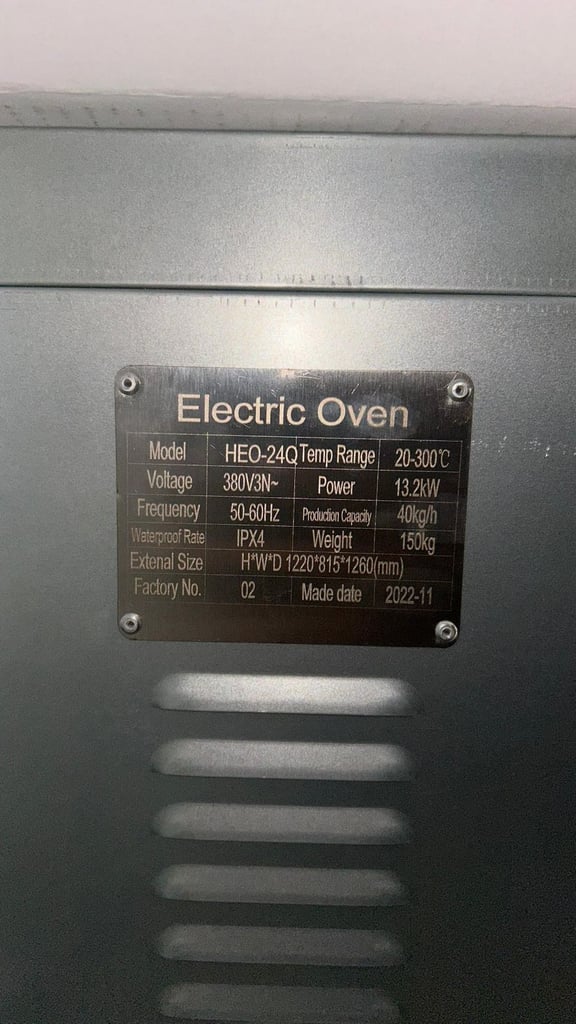 Electric Oven
Model HEO-24Q Temp Range 20-300℃
Voltage 380V3N~ Power 13.2kW
Frequency 50-60Hz Production Capacity 40kg/h
Waterproof Rate IPX4 Weight 150kg
Extenal Size H*W*D 1220*815*1260(mm)
Factory No. 02 Made date 2022-11